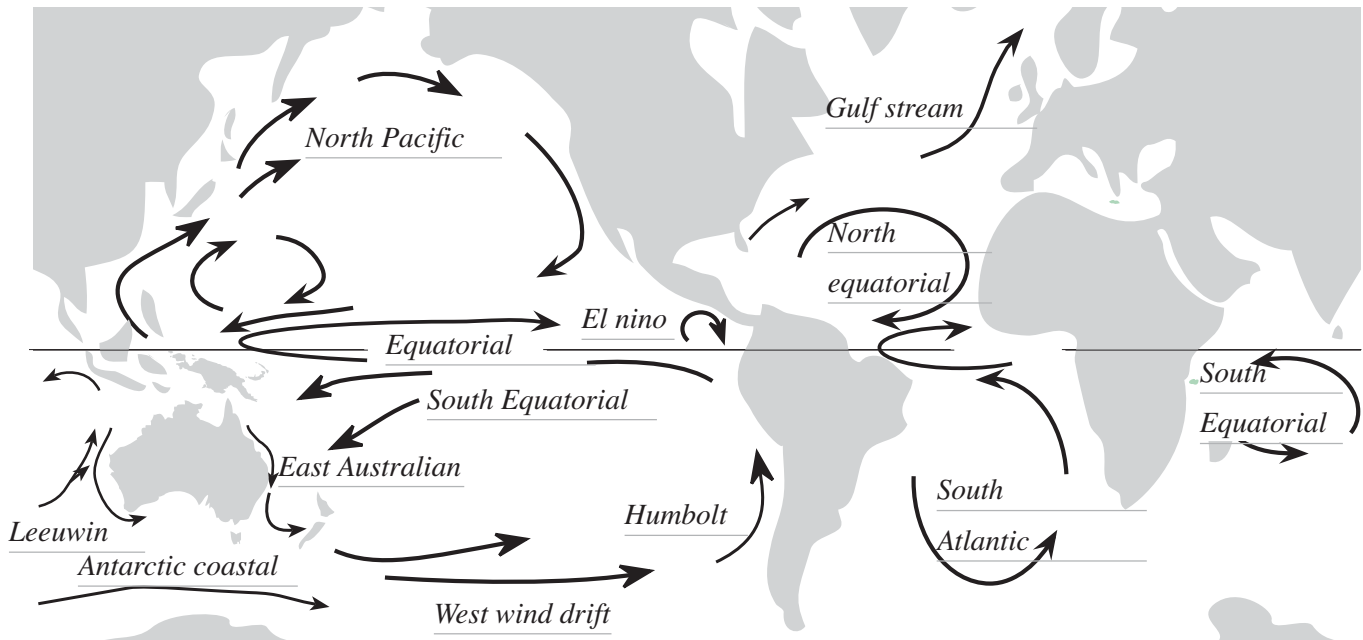 Gulf stream
North Pacific
North
equatorial
El nino
Equatorial
South
South Equatorial
Equatorial
East Australian
South
Humbolt
Leeuwin
Atlantic
Antarctic coastal
West wind drift